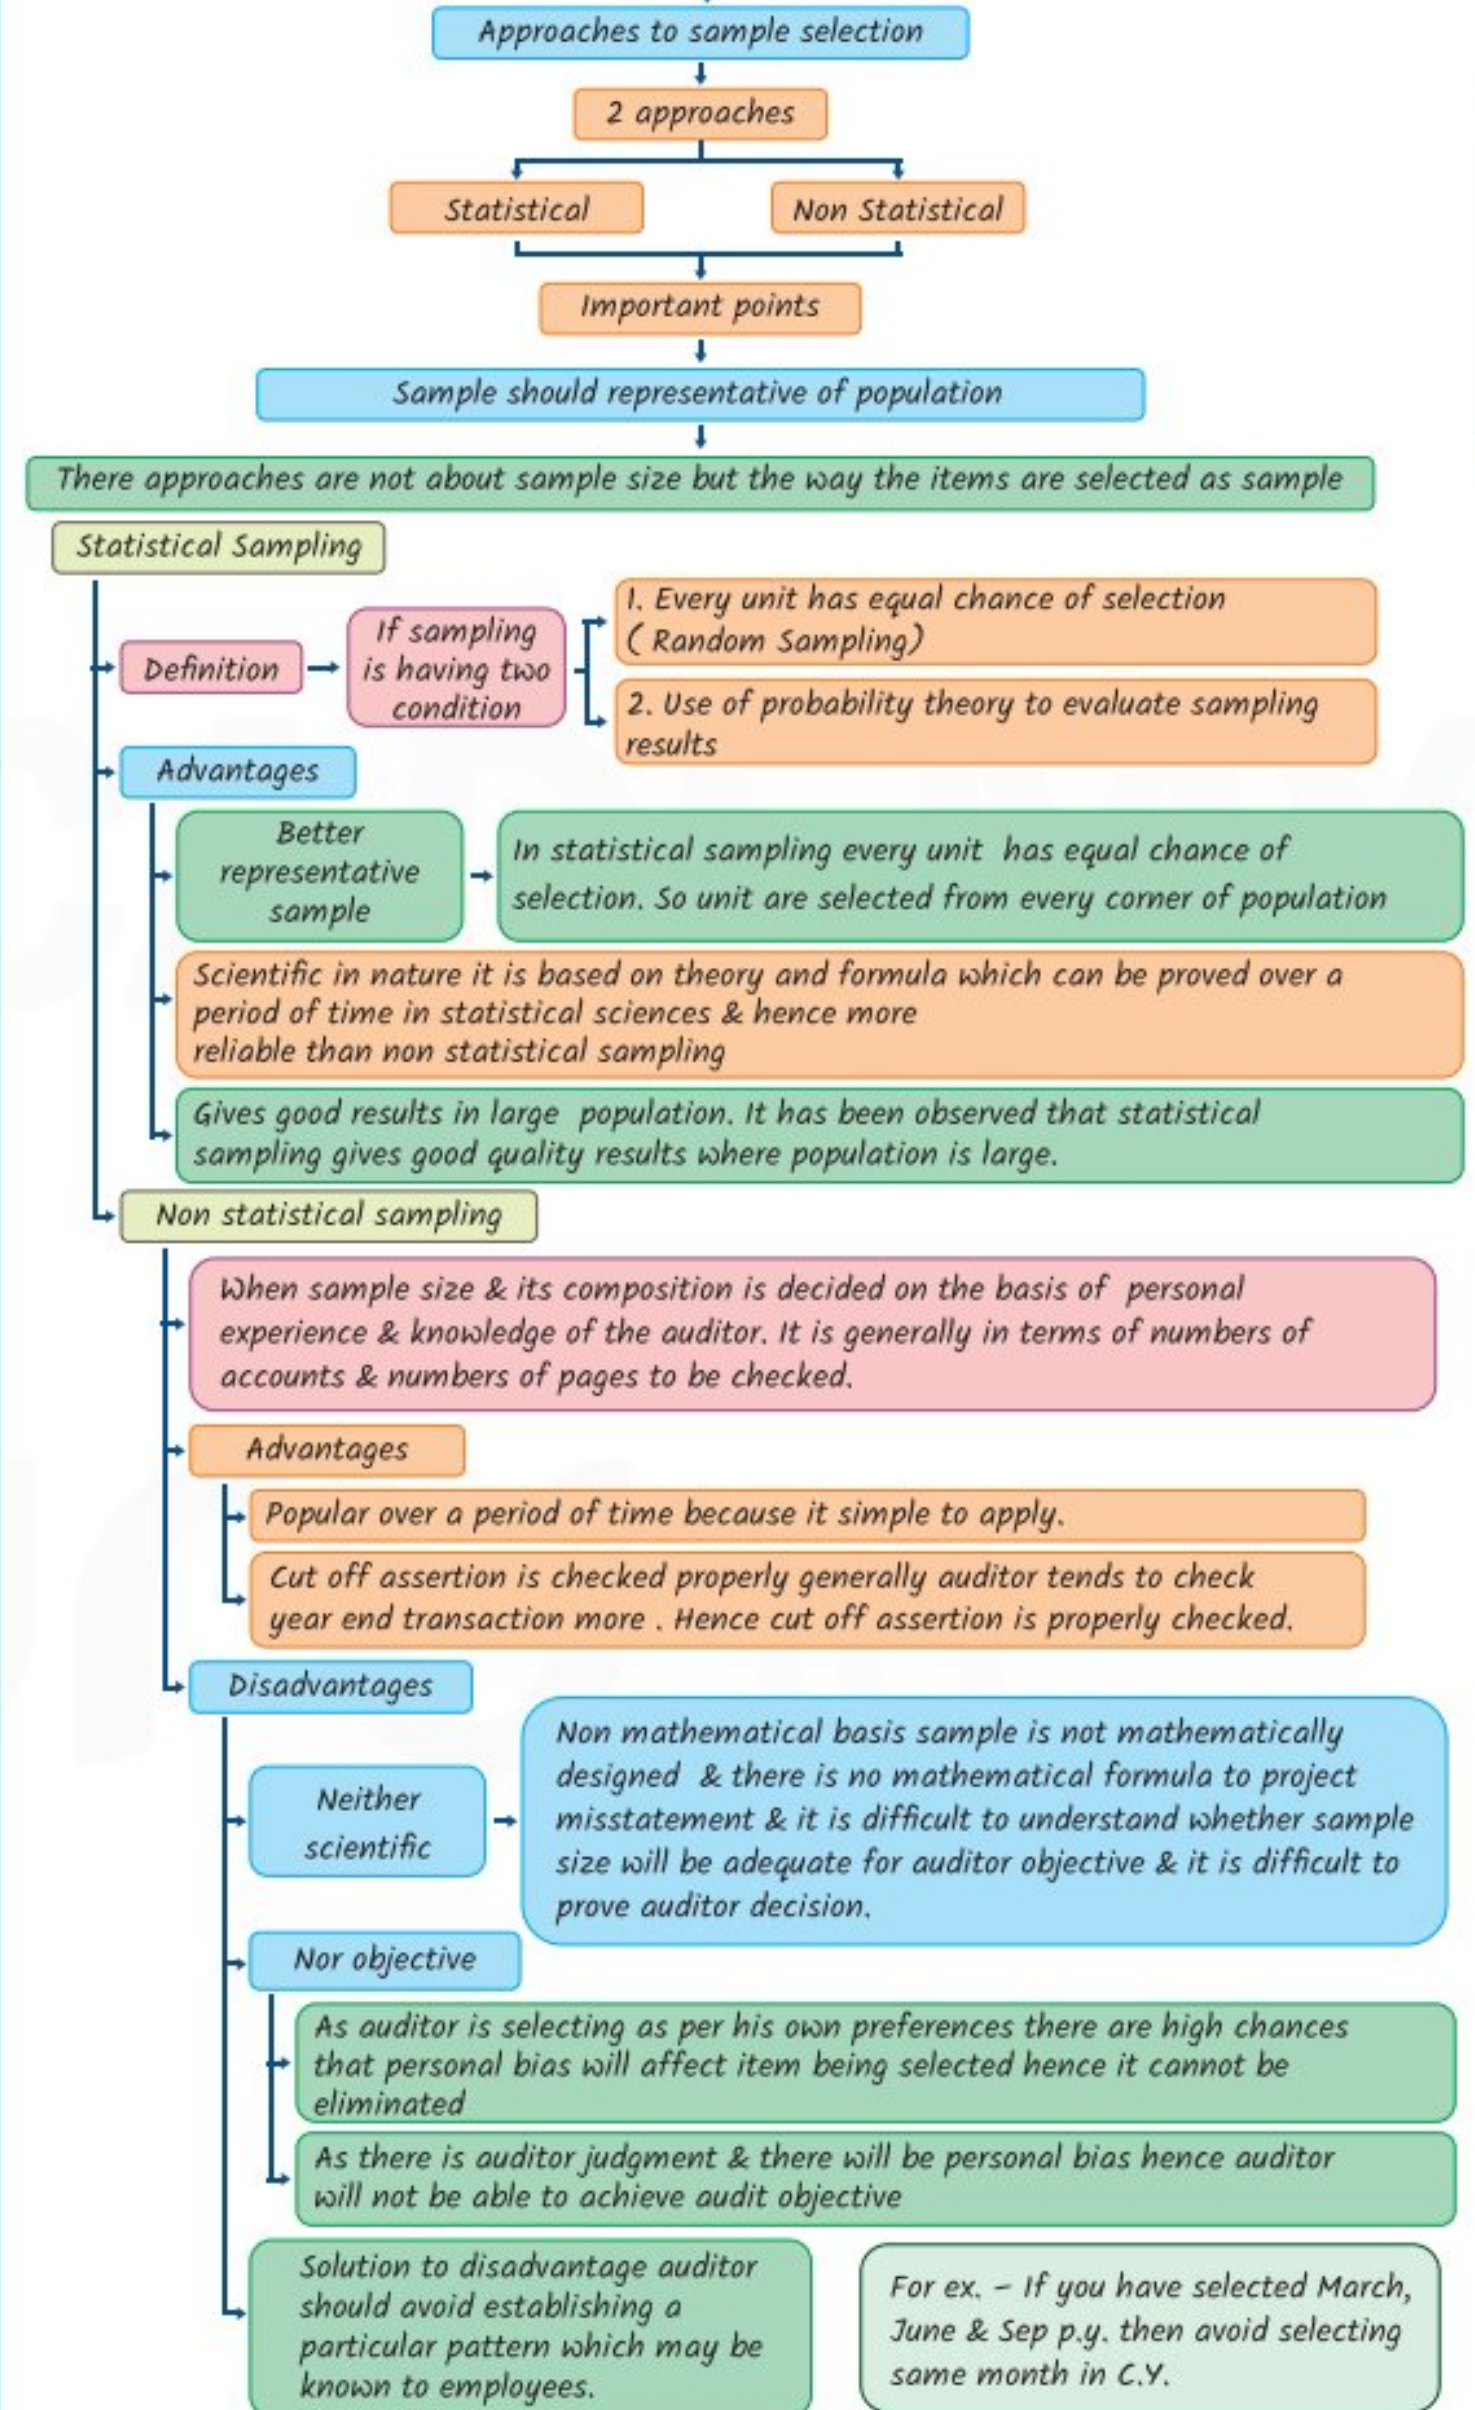 Approaches to sample selection
2 approaches
Statistical
Non Statistical
Important points
Sample should representative of population
There approaches are not about sample size but the way the items are selected as sample
Statistical Sampling
Definition
If sampling
is having two
condition
1. Every unit has equal chance of selection
( Random Sampling)
2. Use of probability theory to evaluate sampling
results
Advantages
Better
representative
sample
In statistical sampling every unit has equal chance of
selection. So unit are selected from every corner of population
Scientific in nature it is based on theory and formula which can be proved over a
period of time in statistical sciences & hence more
reliable than non statistical sampling
Gives good results in large population. It has been observed that statistical
sampling gives good quality results where population is large.
Non statistical sampling
When sample size & its composition is decided on the basis of personal
experience & knowledge of the auditor. It is generally in terms of numbers of
accounts & numbers of pages to be checked.
Advantages
Popular over a period of time because it simple to apply.
Cut off assertion is checked properly generally auditor tends to check
year end transaction more . Hence cut off assertion is properly checked.
Disadvantages
Neither
scientific
Non mathematical basis sample is not mathematically
designed & there is no mathematical formula to project
misstatement & it is difficult to understand whether sample
size will be adequate for auditor objective & it is difficult to
prove auditor decision.
Nor objective
As auditor is selecting as per his own preferences there are high chances
that personal bias will affect item being selected hence it cannot be
eliminated
As there is auditor judgment & there will be personal bias hence auditor
will not be able to achieve audit objective
Solution to disadvantage auditor
should avoid establishing a
particular pattern which may be
known to employees.
For ex. – If you have selected March,
June & Sep p.y. then avoid selecting
same month in C.Y.